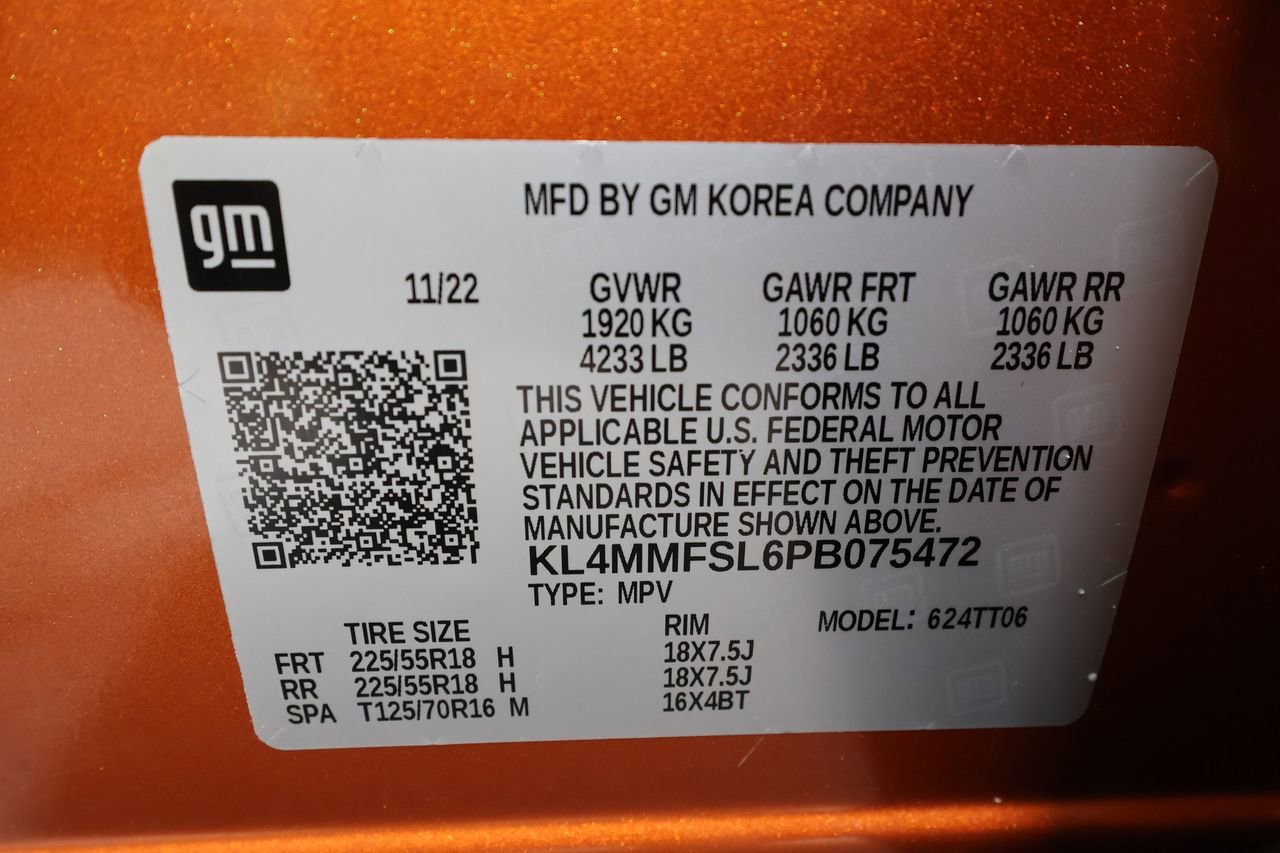 gm
MFD BY GM KOREA COMPANY
11/22 GVWR GAWR FRT GAWR RR
1920 KG 1060 KG 1060 KG
4233 LB 2336 LB 2336 LB
THIS VEHICLE CONFORMS TO ALL
APPLICABLE U.S. FEDERAL MOTOR
VEHICLE SAFETY AND THEFT PREVENTION
STANDARDS IN EFFECT ON THE DATE OF
MANUFACTURE SHOWN ABOVE.
KL4MMFSL6PB075472
TYPE: MPV
MODEL: 624TT06
TIRE SIZE RIM
FRT 225/55R18 H 18X7.5J
RR 225/55R18 H 18X7.5J
SPA T125/70R16 M 16X4BT